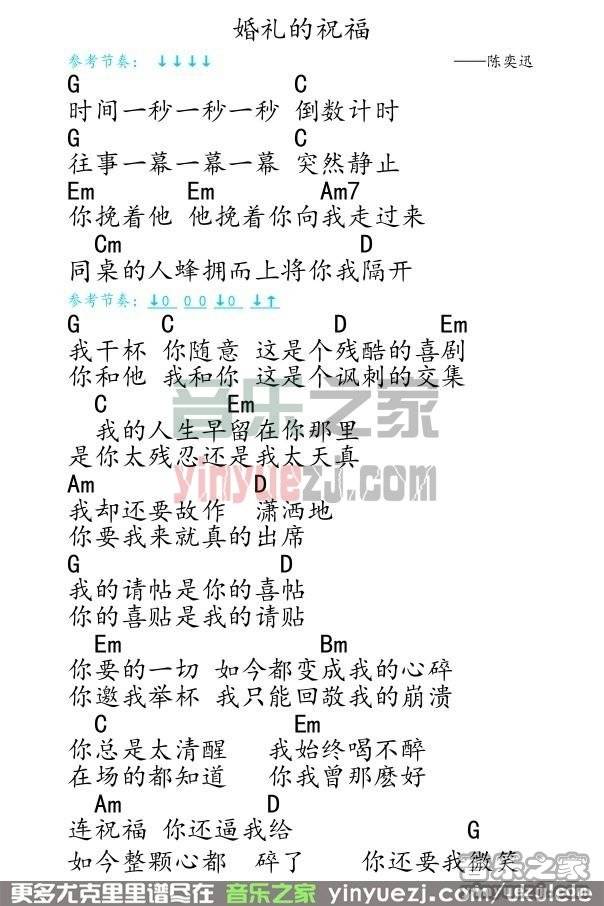 婚礼的祝福
参考节奏：↓↓↓↓ ——陈奕迅
G C
时间一秒一秒一秒 倒数计时
G C
往事一幕一幕一幕 突然静止
Em Em Am7
你挽着他 他挽着你向我走过来
Cm D
同桌的人蜂拥而上将你我隔开
参考节奏：↓0 00 ↓0 ↓↑
G C D Em
我干杯 你随意 这是个残酷的喜剧
你和他 我和你 这是个讽刺的交集
C Em
我的人生早留在你那里
是你太残忍还是我太天真
Am D
我却还要故作 潇洒地
你要我来就真的出席
G D
我的请帖是你的喜帖
你的喜贴是我的请贴
Em Bm
你要的一切 如今都变成我的心碎
你邀我举杯 我只能回敬我的崩溃
C Em
你总是太清醒 我始终喝不醉
在场的都知道 你我曾那麽好
Am D
连祝福 你还逼我给
G
如今整颗心都 碎了 你还要我微笑
音乐之家
yinyuezj.com
音乐之家
更多尤克里里谱尽在 音乐之家 yinyuezj.com/ukulele